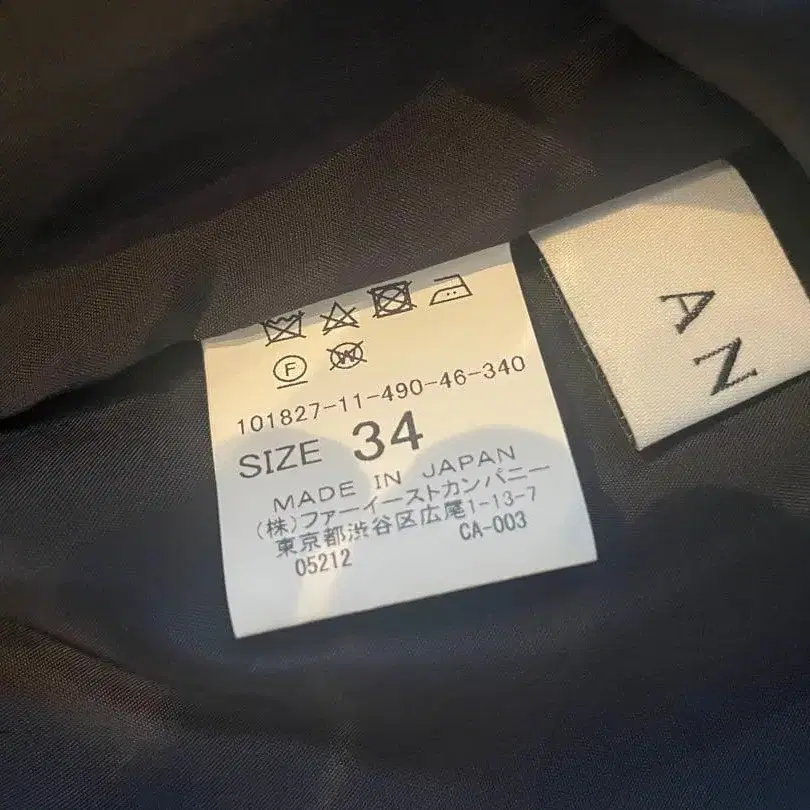 F
W
101827-11-490-46-340
SIZE 34
MADE IN JAPAN
(株)ファーイーストカンパニー
東京都渋谷区広尾1-13-7
05212 CA-003
AN